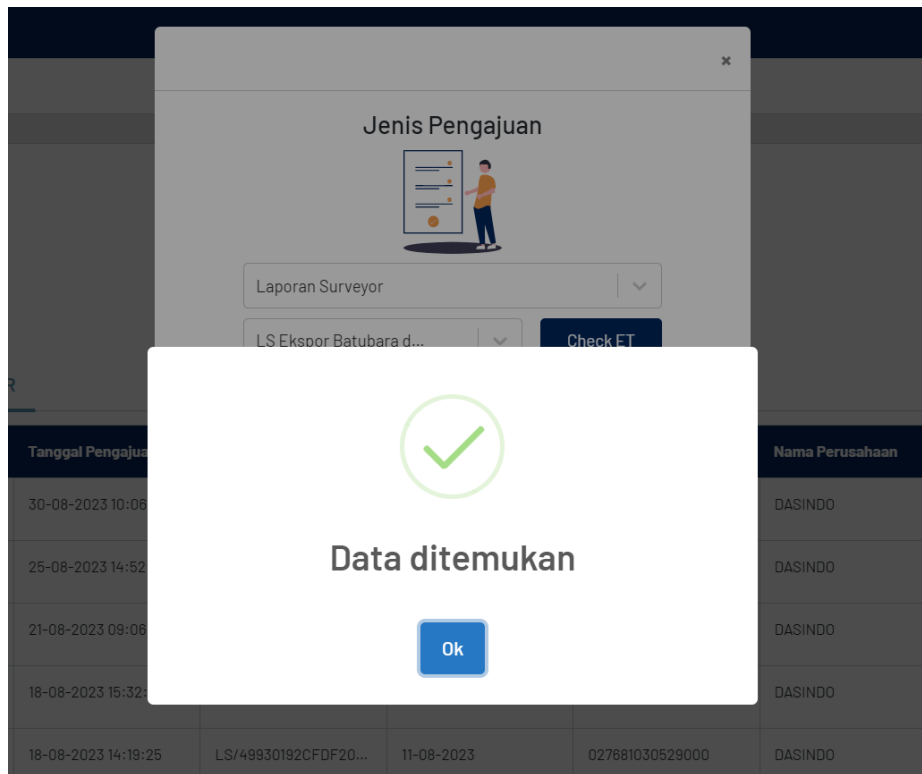 ×
Jenis Pengajuan
Laporan Surveyor
LS Ekspor Batubara d...
Check ET
R
Tanggal Pengajua
Nama Perusahaan
30-08-2023 10:06
DASINDO
25-08-2023 14:52
DASINDO
Data ditemukan
21-08-2023 09:06
DASINDO
Ok
18-08-2023 15:32:
DASINDO
18-08-2023 14:19:25
LS/49930192CFDF20...
11-08-2023
027681030529000
DASINDO